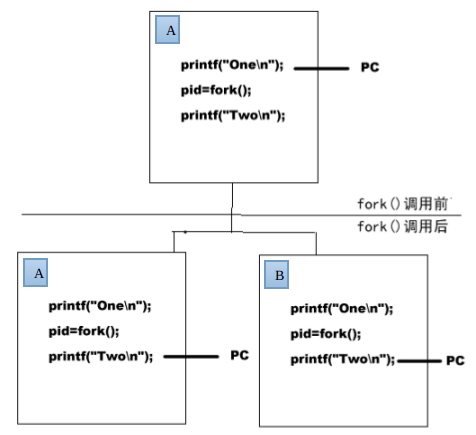 A
printf("One\n"); PC
pid=fork();
printf("Two\n");
fork()调用前
fork()调用后
A
printf("One\n");
pid=fork();
printf("Two\n"); PC
B
printf("One\n");
pid=fork();
printf("Two\n"); PC